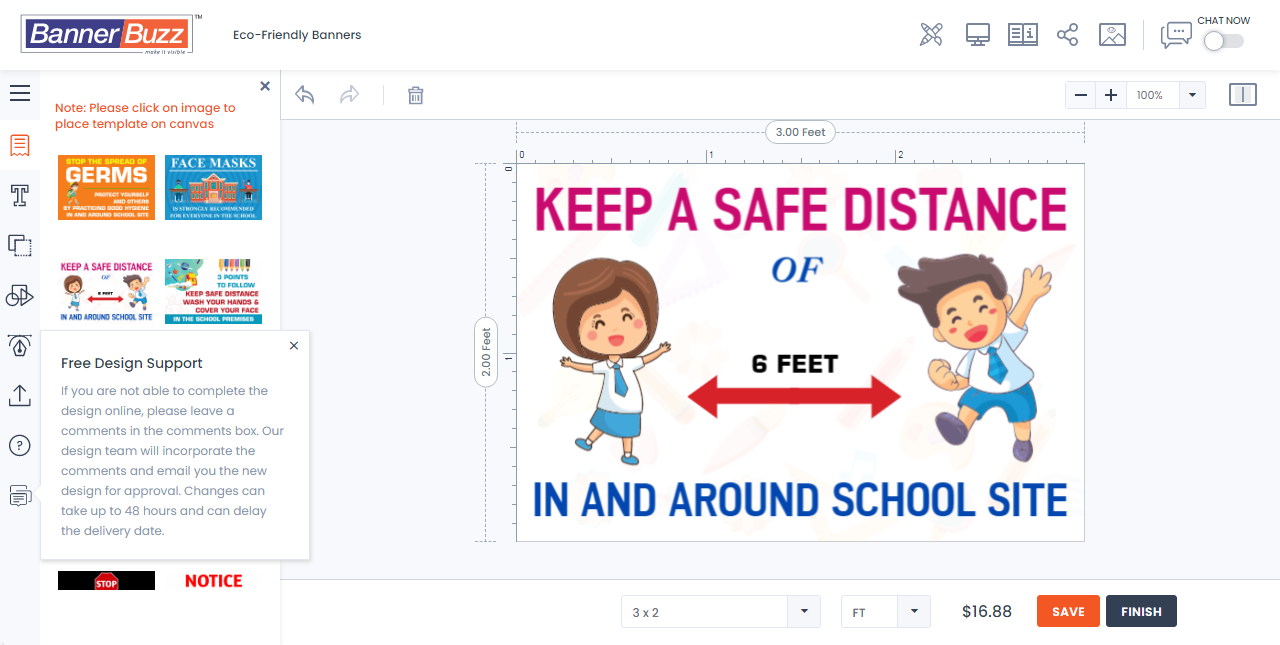 BannerBuzz™
make it visible
Eco-Friendly Banners
CHAT NOW
Note: Please click on image to
place template on canvas
STOP THE SPREAD OF
GERMS
PROTECT YOURSELF
AND OTHERS
BY PRACTICING GOOD HYGIENE
IN AND AROUND SCHOOL SITE
FACE MASKS
IS STRONGLY RECOMMENDED
FOR EVERYONE IN THE SCHOOL
KEEP A SAFE DISTANCE
OF
6 FEET
IN AND AROUND SCHOOL SITE
3 POINTS
TO FOLLOW
KEEP SAFE DISTANCE
WASH YOUR HANDS &
COVER YOUR FACE
IN THE SCHOOL PREMISES
Free Design Support
If you are not able to complete the
design online, please leave a
comments in the comments box. Our
design team will incorporate the
comments and email you the new
design for approval. Changes can
take up to 48 hours and can delay
the delivery date.
STOP
NOTICE
100%
3.00 Feet
0 1 2
0
1
2.00 Feet
KEEP A SAFE DISTANCE
OF
6 FEET
IN AND AROUND SCHOOL SITE
3 x 2
FT
$16.88
SAVE
FINISH